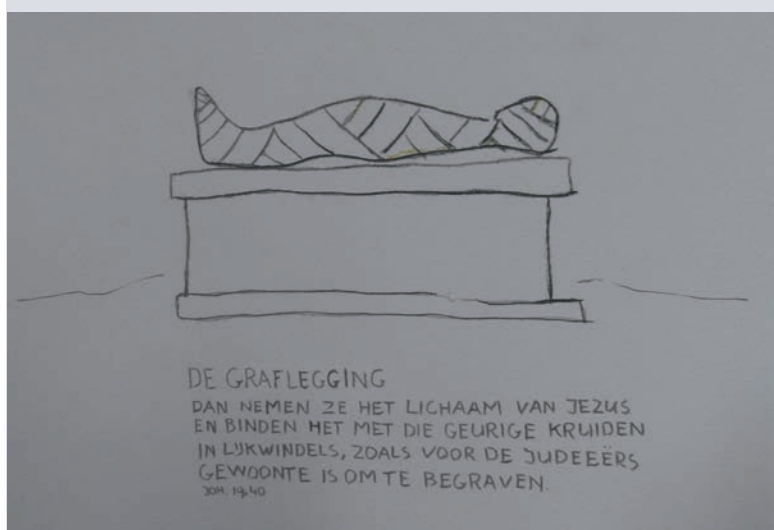 DE GRAFLEGGING
DAN NEMEN ZE HET LICHAAM VAN JEZUS
EN BINDEN HET MET DIE GEURIGE KRUIDEN
IN LIJKWINDELS, ZOALS VOOR DE JUDEEËRS
GEWOONTE IS OM TE BEGRAVEN.
JOH. 19,40